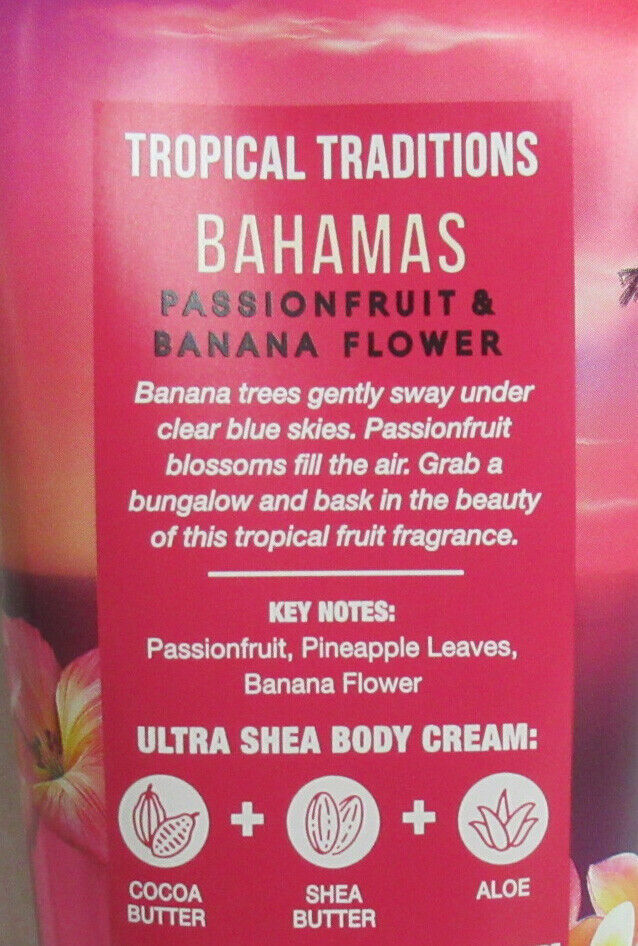 TROPICAL TRADITIONS
BAHAMAS
PASSIONFRUIT &
BANANA FLOWER
Banana trees gently sway under
clear blue skies. Passionfruit
blossoms fill the air. Grab a
bungalow and bask in the beauty
of this tropical fruit fragrance.
KEY NOTES:
Passionfruit, Pineapple Leaves,
Banana Flower
ULTRA SHEA BODY CREAM:
+ +
COCOA
BUTTER
SHEA
BUTTER
ALOE